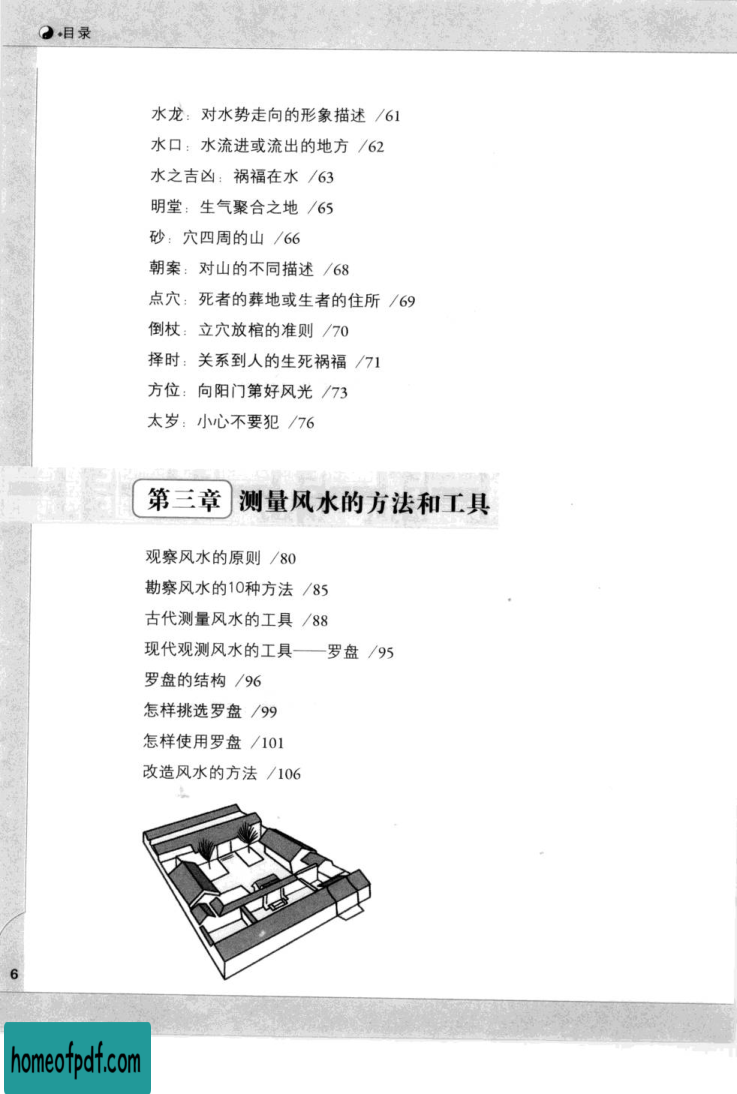 目录
水龙：对水势走向的形象描述 /61
水口：水流进或流出的地方 /62
水之吉凶：祸福在水 /63
明堂：生气聚合之地 /65
砂：穴四周的山 /66
朝案：对山的不同描述 /68
点穴：死者的葬地或生者的住所 /69
倒杖：立穴放棺的准则 /70
择时：关系到人的生死祸福 /71
方位：向阳门第好风光 /73
太岁：小心不要犯 /76
第三章 测量风水的方法和工具
观察风水的原则 /80
勘察风水的10种方法 /85
古代测量风水的工具 /88
现代观测风水的工具——罗盘 /95
罗盘的结构 /96
怎样挑选罗盘 /99
怎样使用罗盘 /101
改造风水的方法 /106
6
homeofpdf.com